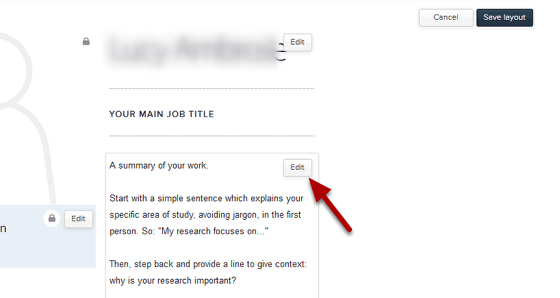 Cancel
Save layout
Edit
YOUR MAIN JOB TITLE
A summary of your work.
Edit
Start with a simple sentence which explains your
specific area of study, avoiding jargon, in the first
person. So: "My research focuses on..."
n
Edit
Then, step back and provide a line to give context:
why is your research important?